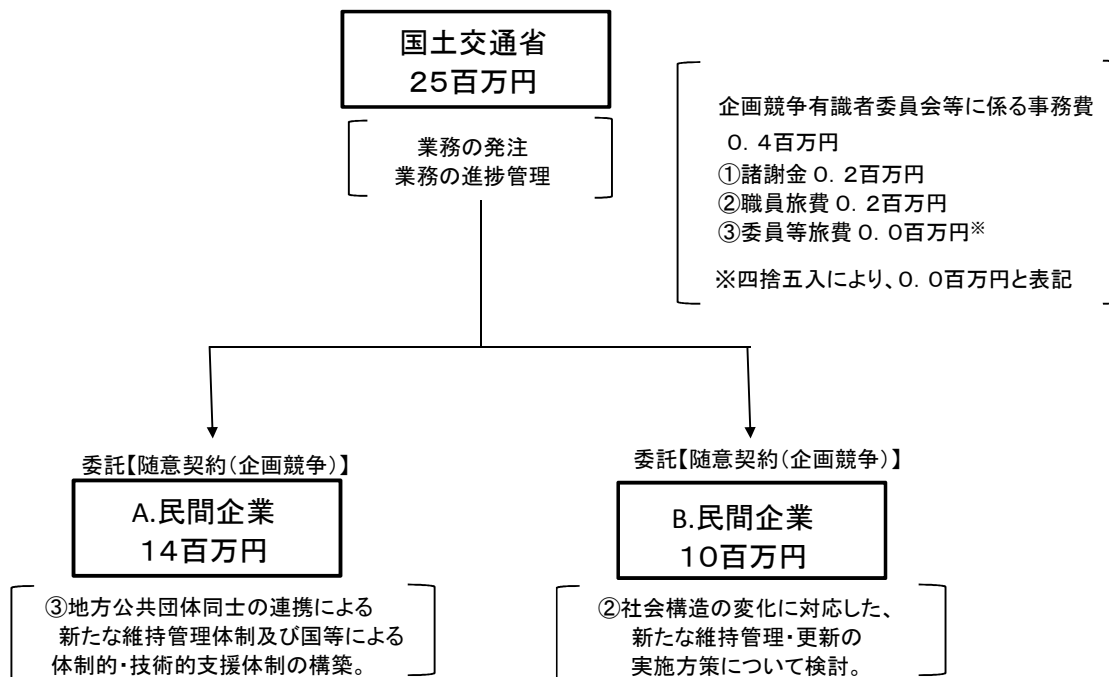 国土交通省
25百万円
業務の発注
業務の進捗管理
企画競争有識者委員会等に係る事務費
0.4百万円
①諸謝金 0.2百万円
②職員旅費 0.2百万円
③委員等旅費 0.0百万円※
※四捨五入により、0.0百万円と表記
委託【随意契約(企画競争)】
A.民間企業
14百万円
③地方公共団体同士の連携による
新たな維持管理体制及び国等による
体制的・技術的支援体制の構築。
委託【随意契約(企画競争)】
B.民間企業
10百万円
②社会構造の変化に対応した、
新たな維持管理・更新の
実施方策について検討。